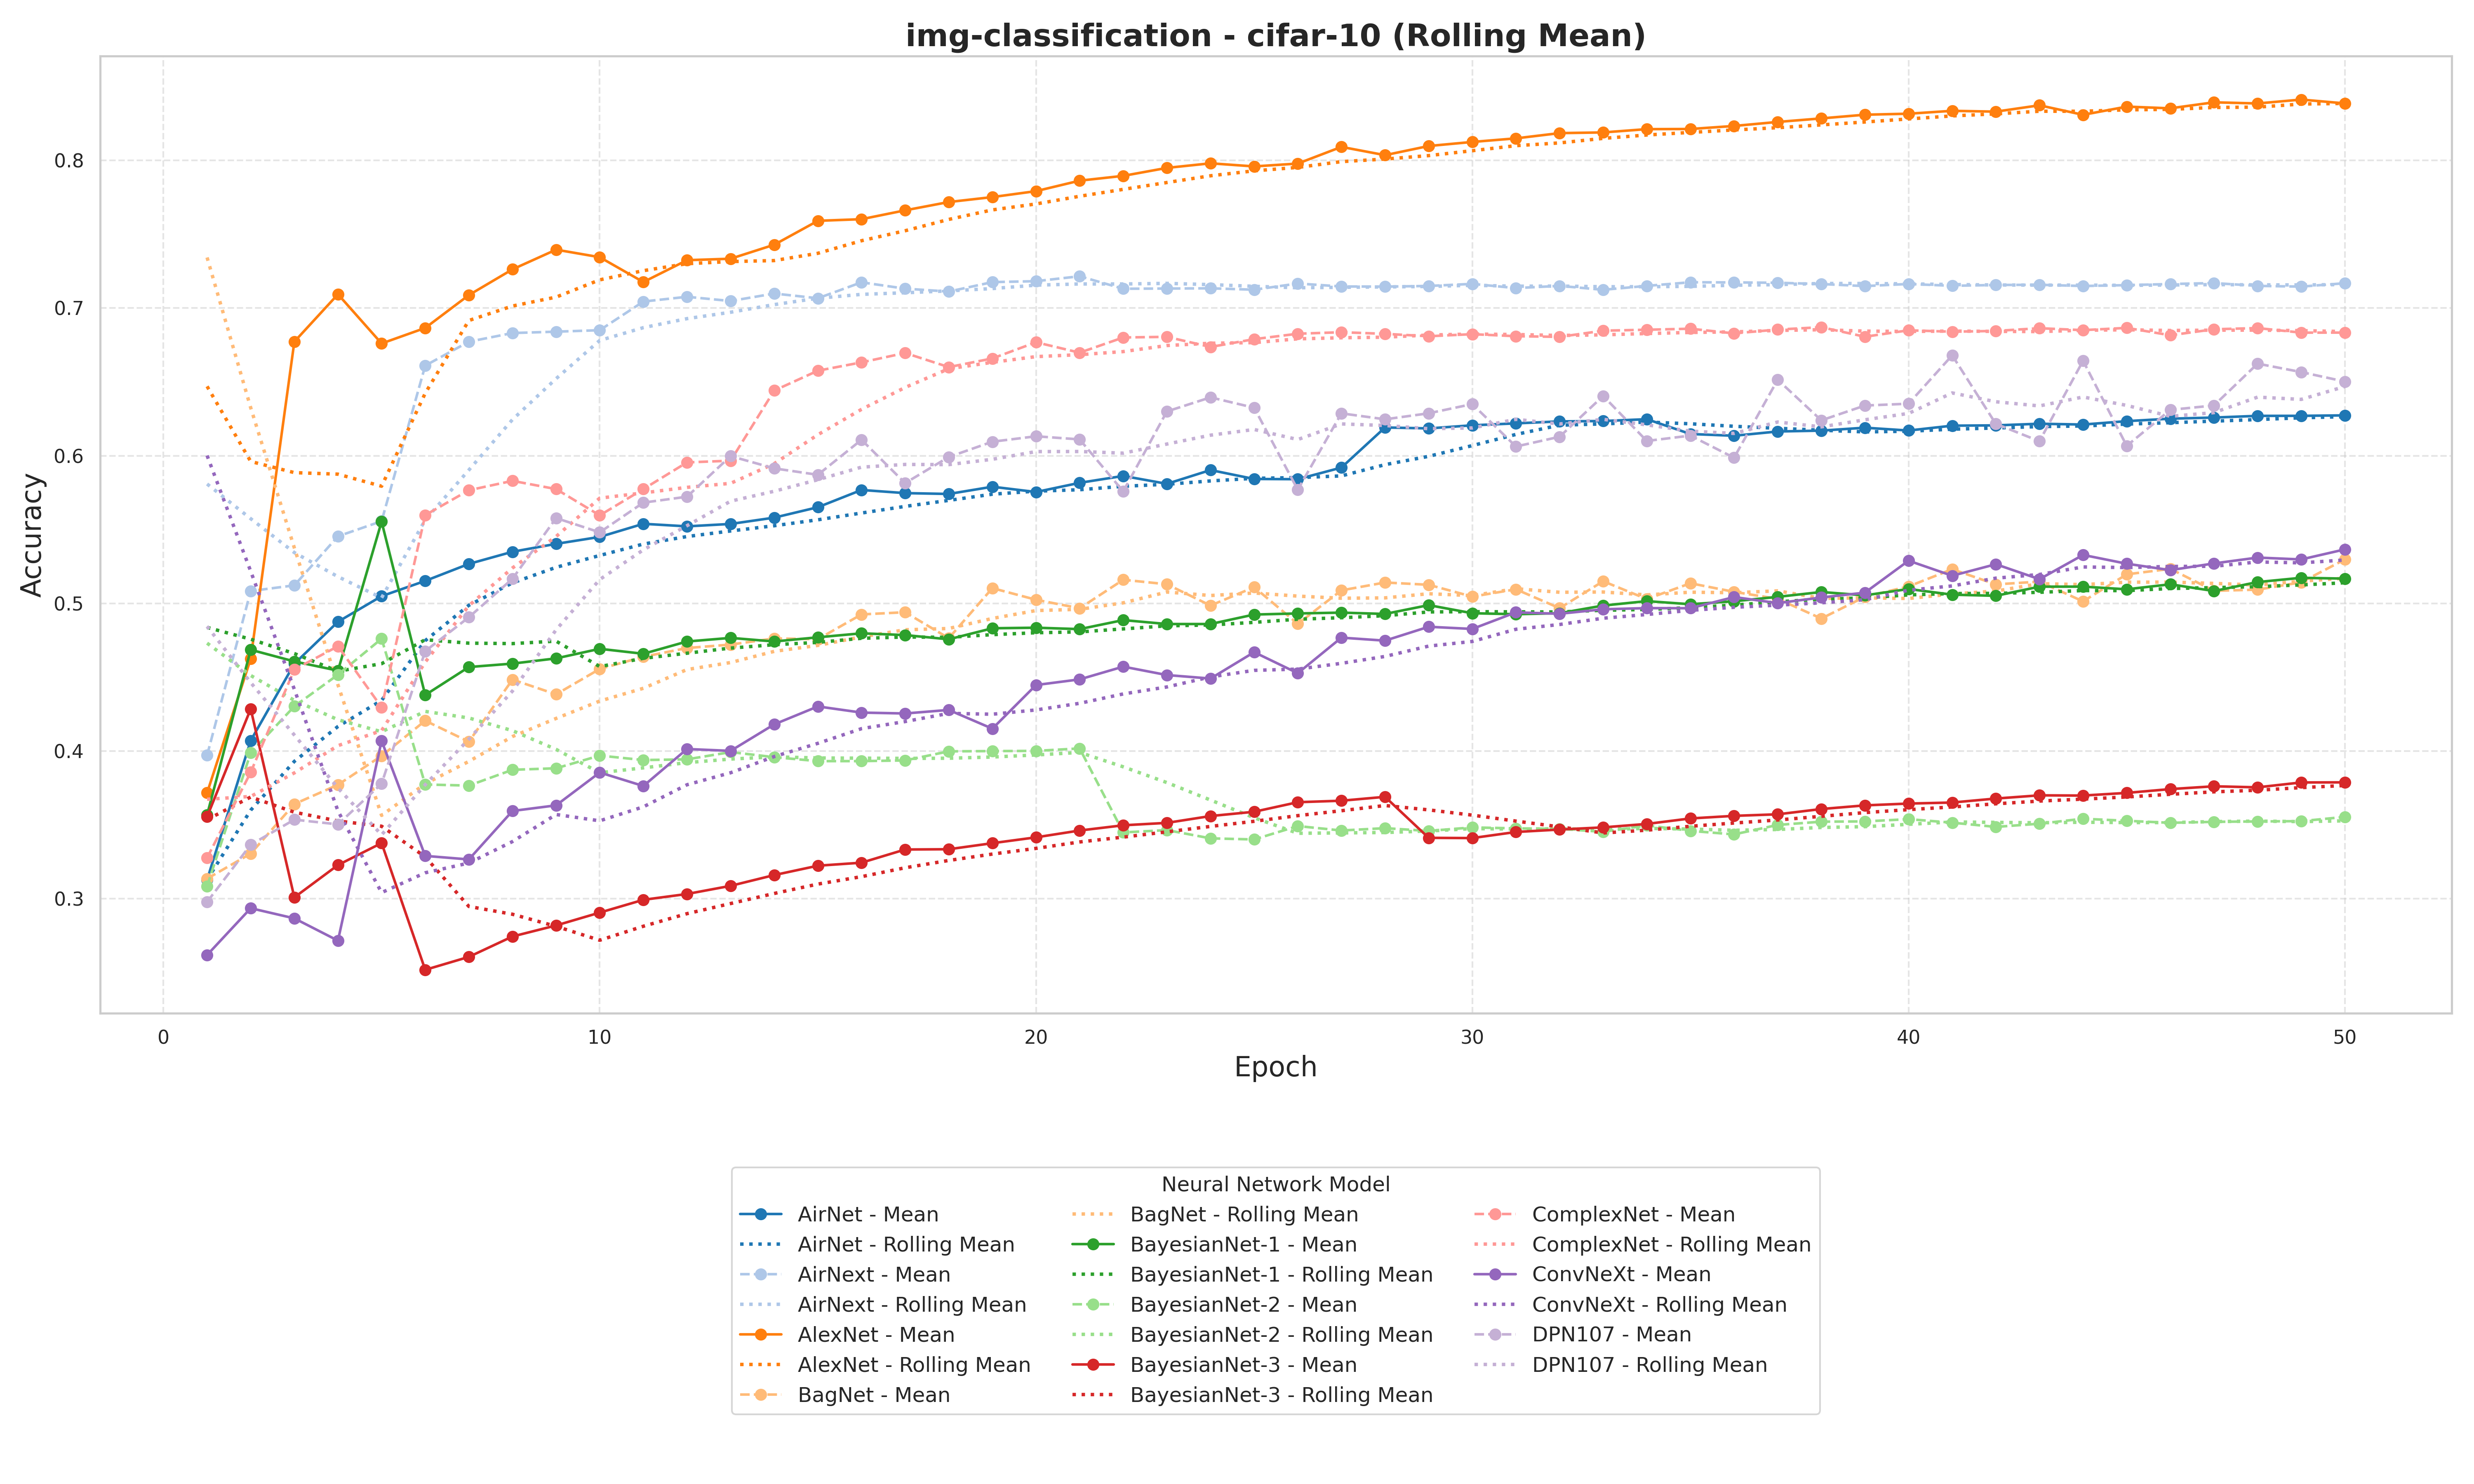 img-classification - cifar-10 (Rolling Mean)
Accuracy
0.8
0.7
0.6
0.5
0.4
0.3
0 10 20 30 40 50
Epoch
Neural Network Model
AirNet - Mean
AirNet - Rolling Mean
AirNext - Mean
AirNext - Rolling Mean
AlexNet - Mean
AlexNet - Rolling Mean
BagNet - Mean
BagNet - Rolling Mean
BayesianNet-1 - Mean
BayesianNet-1 - Rolling Mean
BayesianNet-2 - Mean
BayesianNet-2 - Rolling Mean
BayesianNet-3 - Mean
BayesianNet-3 - Rolling Mean
ComplexNet - Mean
ComplexNet - Rolling Mean
ConvNeXt - Mean
ConvNeXt - Rolling Mean
DPN107 - Mean
DPN107 - Rolling Mean